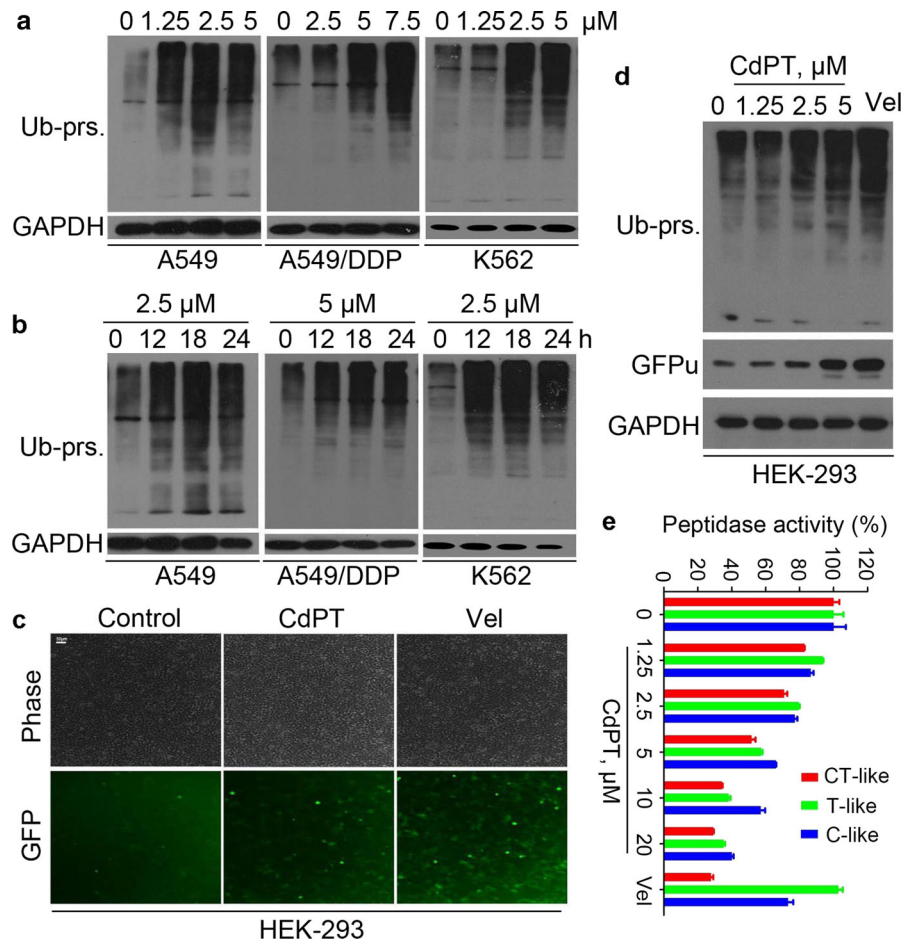 a
0 1.25 2.5 5 0 2.5 5 7.5 0 1.25 2.5 5 μM
Ub-prs.
GAPDH
A549 A549/DDP K562
b
2.5 μM 5 μM 2.5 μM
0 12 18 24 0 12 18 24 0 12 18 24 h
Ub-prs.
GAPDH
A549 A549/DDP K562
c
Control CdPT Vel
Phase
GFP
HEK-293
d
CdPT, μM
0 1.25 2.5 5 Vel
Ub-prs.
GFPu
GAPDH
HEK-293
e
Peptidase activity (%)
0 20 40 60 80 100 120
0
1.25
2.5
5
10
20
Vel
CdPT, μM
CT-like
T-like
C-like